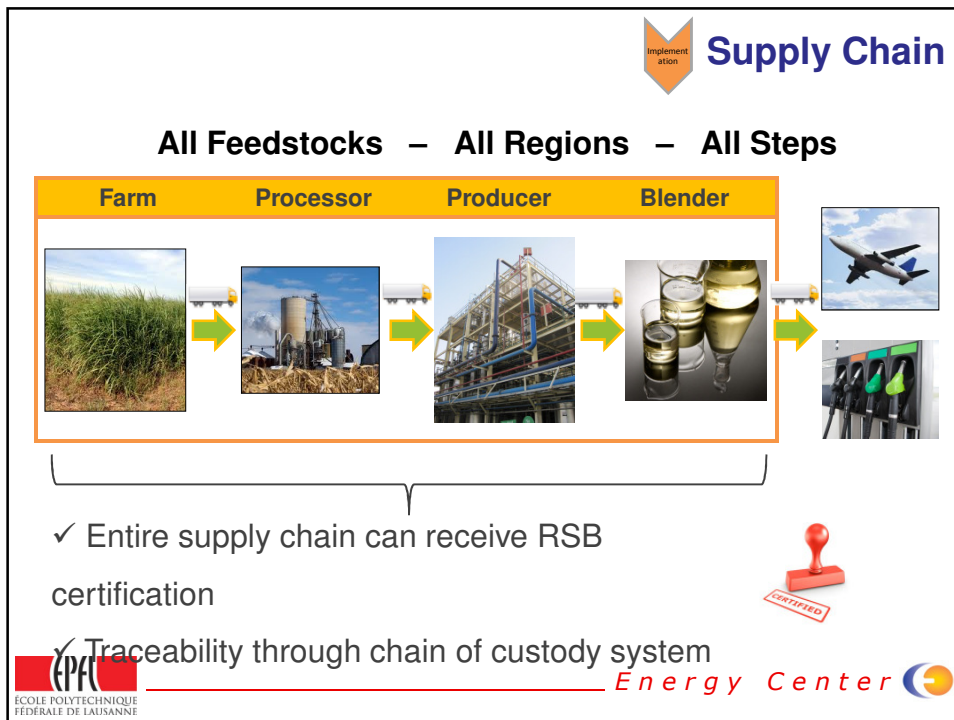 Implement
ation
Supply Chain
All Feedstocks – All Regions – All Steps
Farm Processor Producer Blender
✓ Entire supply chain can receive RSB
certification
CERTIFIED
✓ Traceability through chain of custody system
EPFL
ÉCOLE POLYTECHNIQUE
FÉDÉRALE DE LAUSANNE
Energy Center